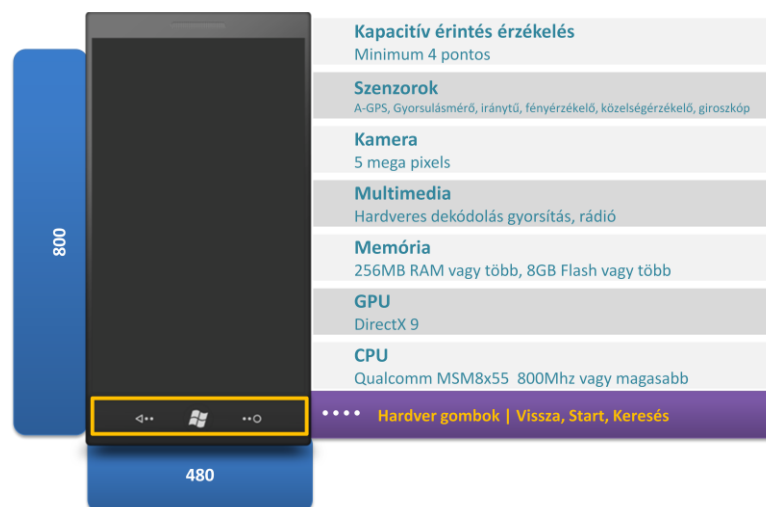 Kapacitív érintés érzékelés
Minimum 4 pontos
Szenzorok
A-GPS, Gyorsulásmérő, iránytű, fényérzékelő, közelségérzékelő, giroszkóp
Kamera
5 mega pixels
Multimedia
Hardveres dekódolás gyorsítás, rádió
Memória
256MB RAM vagy több, 8GB Flash vagy több
GPU
DirectX 9
CPU
Qualcomm MSM8x55 800Mhz vagy magasabb
Hardver gombok | Vissza, Start, Keresés
800
480